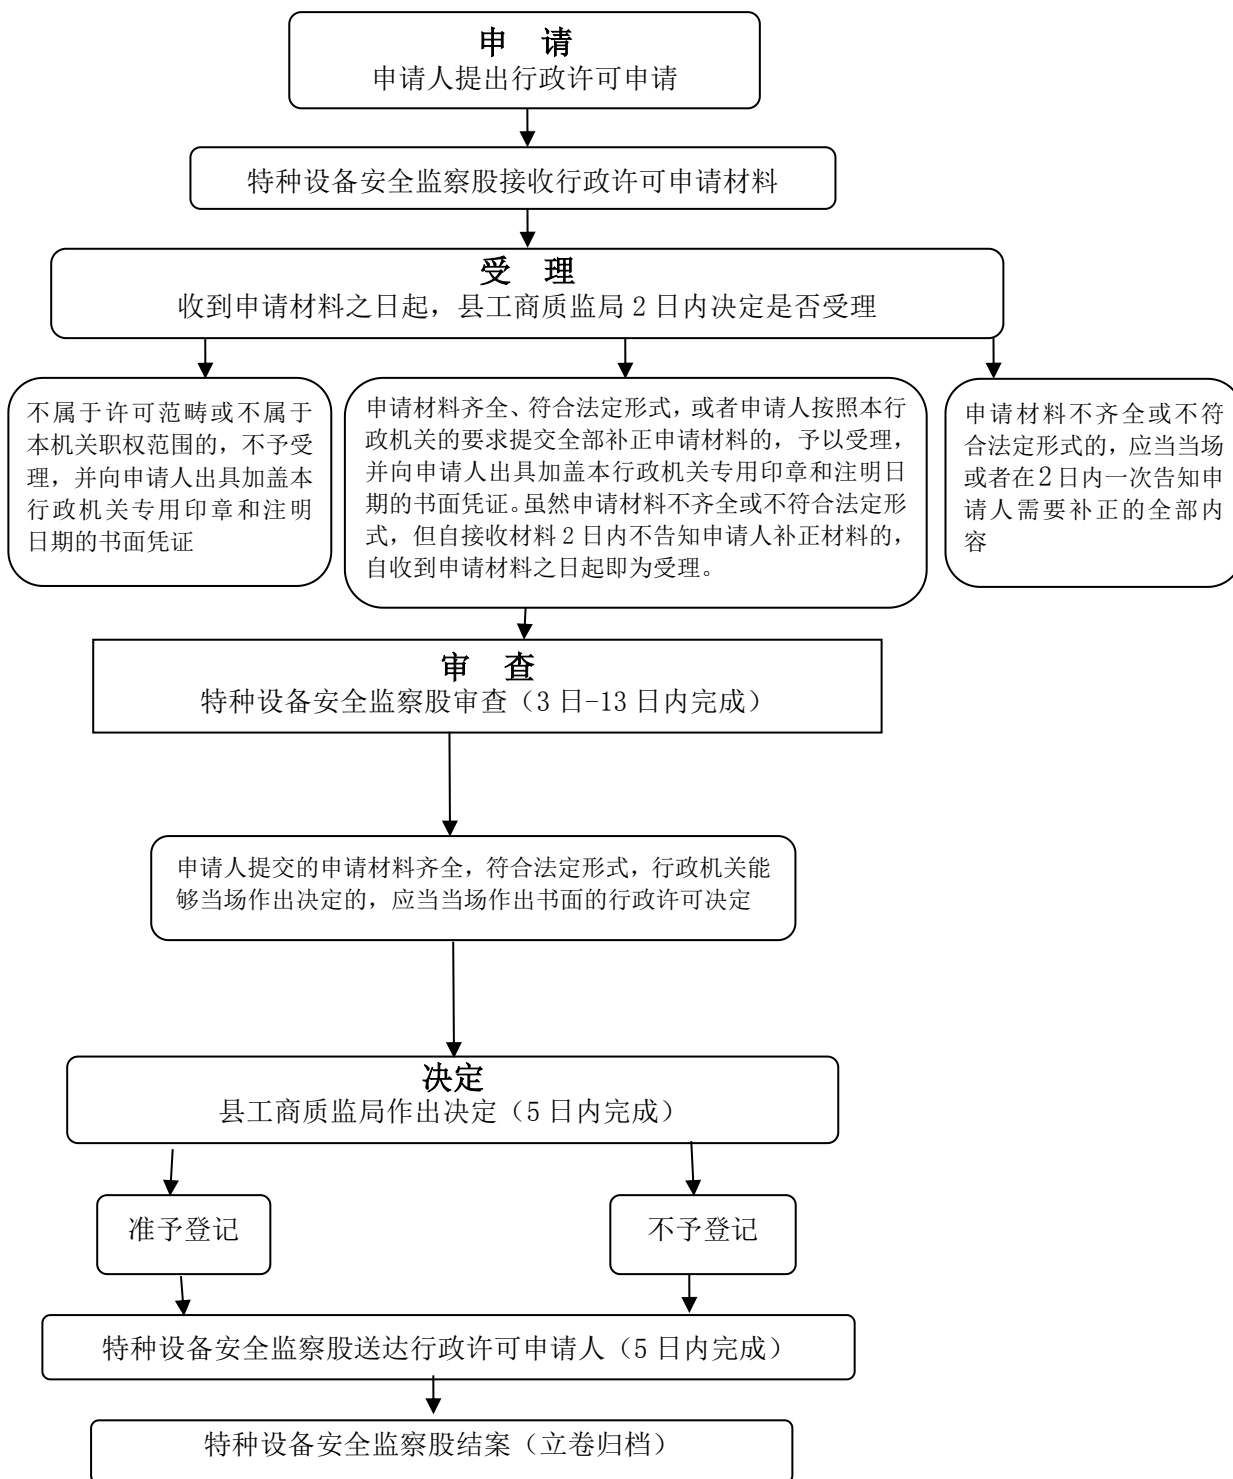 申 请
申请人提出行政许可申请
特种设备安全监察股接收行政许可申请材料
受 理
收到申请材料之日起，县工商质监局 2 日内决定是否受理
不属于许可范畴或不属于
本机关职权范围的，不予受
理，并向申请人出具加盖本
行政机关专用印章和注明
日期的书面凭证
申请材料齐全、符合法定形式，或者申请人按照本行
政机关的要求提交全部补正申请材料的，予以受理，
并向申请人出具加盖本行政机关专用印章和注明日
期的书面凭证。虽然申请材料不齐全或不符合法定形
式，但自接收材料 2 日内不告知申请人补正材料的，
自收到申请材料之日起即为受理。
申请材料不齐全或不符
合法定形式的，应当当场
或者在 2 日内一次告知申
请人需要补正的全部内
容
审 查
特种设备安全监察股审查（3 日-13 日内完成）
申请人提交的申请材料齐全，符合法定形式，行政机关能
够当场作出决定的，应当当场作出书面的行政许可决定
决定
县工商质监局作出决定（5 日内完成）
准予登记
不予登记
特种设备安全监察股送达行政许可申请人（5 日内完成）
特种设备安全监察股结案（立卷归档）